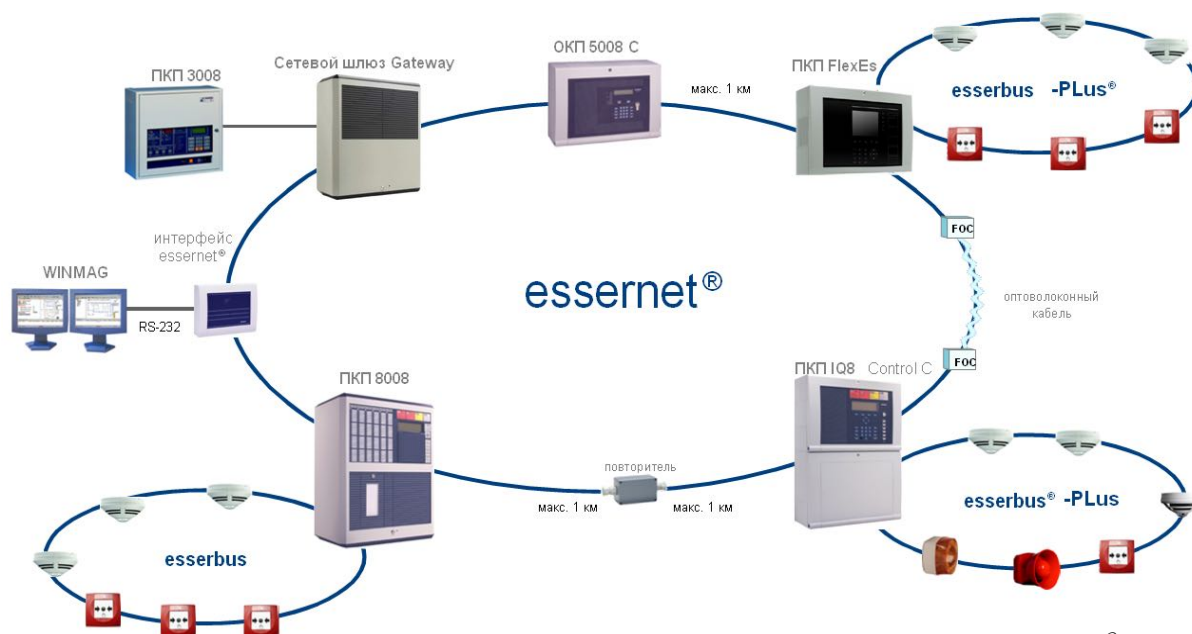 ПКП 3008
Сетевой шлюз Gateway
ОКП 5008 С
макс. 1 км
ПКП FlexEs
esserbus -PLus®
FOC
интерфейс
essernet®
WINMAG
RS-232
essernet®
оптоволоконный
кабель
FOC
ПКП 8008
ПКП IQ8 Control C
повторитель
макс. 1 км
макс. 1 км
esserbus
esserbus® -PLus